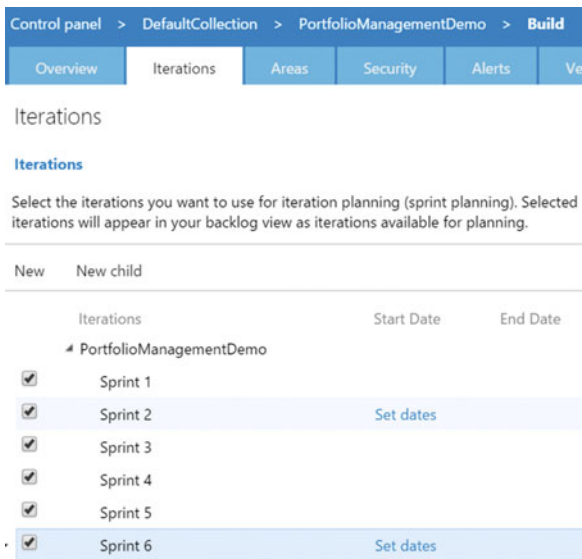 Control panel > DefaultCollection > PortfolioManagementDemo > Build
Overview Iterations Areas Security Alerts
Iterations
Iterations
Select the iterations you want to use for iteration planning (sprint planning). Selected
iterations will appear in your backlog view as iterations available for planning.
New New child
Iterations Start Date End Date
PortfolioManagementDemo
Sprint 1
Sprint 2 Set dates
Sprint 3
Sprint 4
Sprint 5
Sprint 6 Set dates